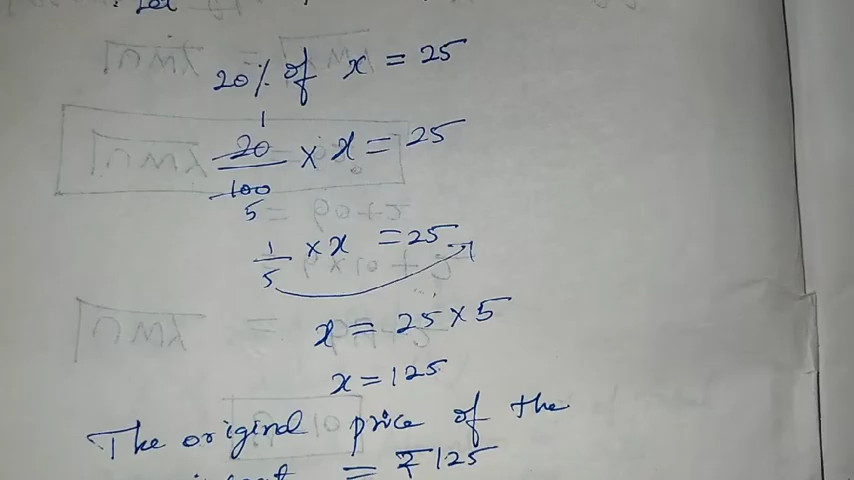 Let
20% of x = 25
1
20/100 × x = 25
5
1/5 × x = 25
x = 25 × 5
x = 125
The original price of the
= ₹125